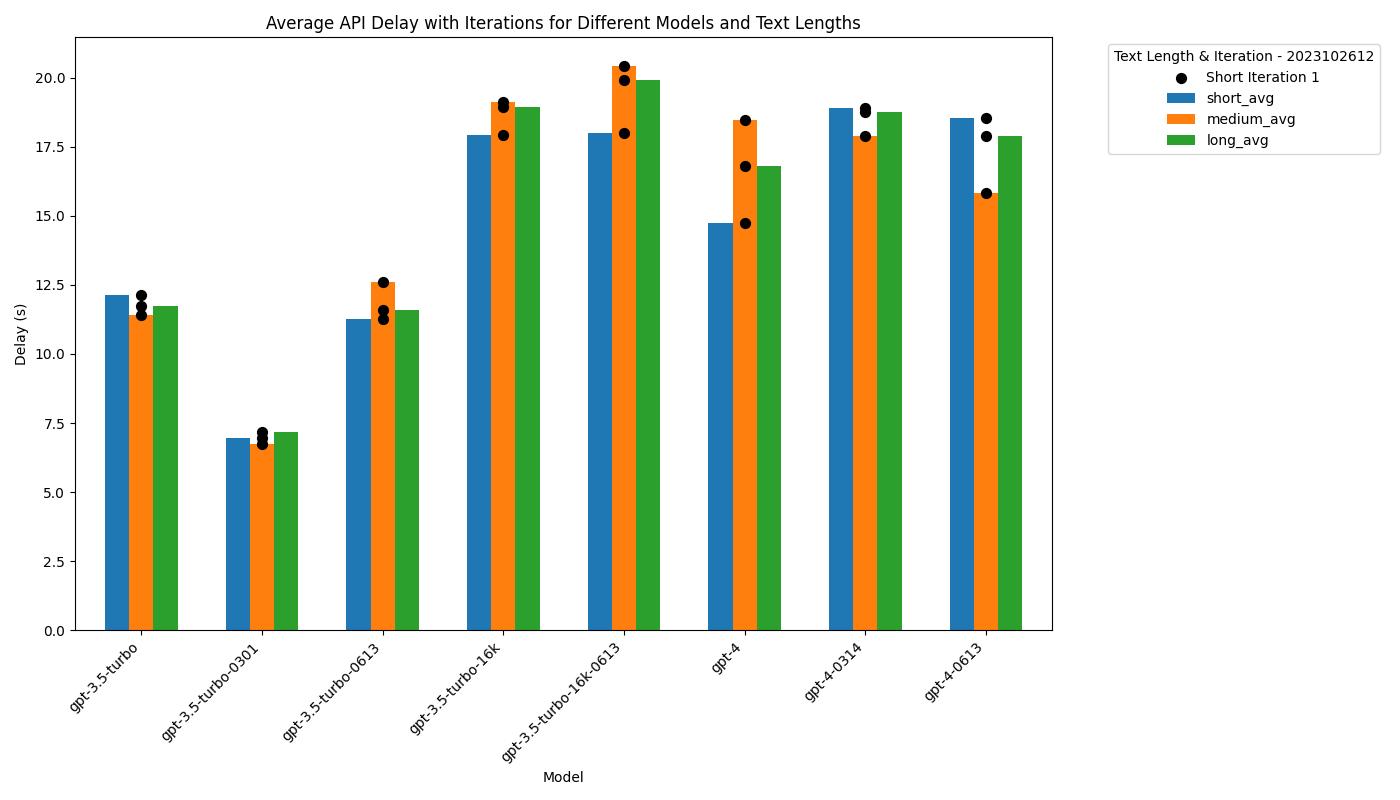 Average API Delay with Iterations for Different Models and Text Lengths
Text Length & Iteration - 2023102612
Short Iteration 1
short_avg
medium_avg
long_avg
Delay (s)
20.0
17.5
15.0
12.5
10.0
7.5
5.0
2.5
0.0
gpt-3.5-turbo
gpt-3.5-turbo-0301
gpt-3.5-turbo-0613
gpt-3.5-turbo-16k
gpt-3.5-turbo-16k-0613
gpt-4
gpt-4-0314
gpt-4-0613
Model